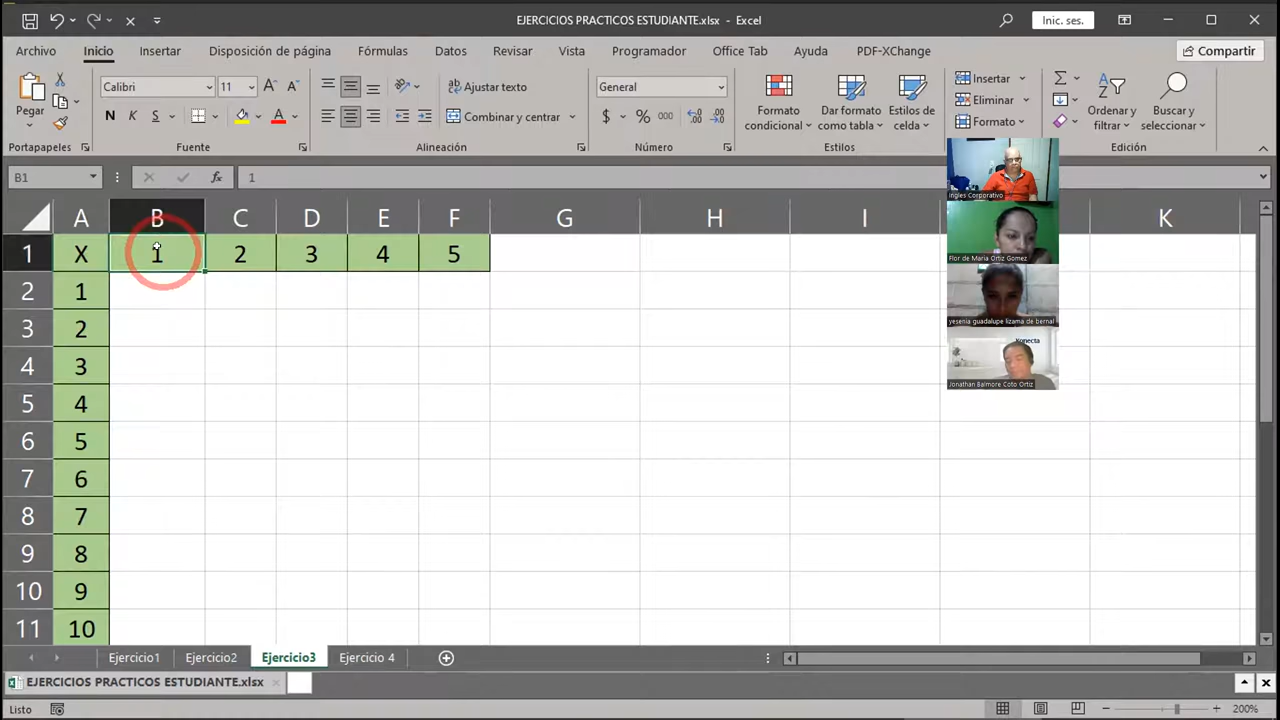 EJERCICIOS PRACTICOS ESTUDIANTE.xlsx - Excel
Inic. ses.
Archivo Inicio Insertar Disposición de página Fórmulas Datos Revisar Vista Programador Office Tab Ayuda PDF-XChange Compartir
Pegar
Calibri 11 A A
N K S A
ab Ajustar texto
Combinar y centrar
General
$ % 000
Formato condicional
Dar formato como tabla
Estilos de celda
Insertar
Eliminar
Formato
Ordenar y filtrar
Buscar y seleccionar
Portapapeles Fuente Alineación Número Estilos Edición
B1 fx 1
A B C D E F G H I K
1 X 1 2 3 4 5
2 1
3 2
4 3
5 4
6 5
7 6
8 7
9 8
10 9
11 10
Ingles Corporativo
Flor de Maria Ortiz Gomez
yesenia guadalupe lizama de bernal
Konecta
Jonathan Balmore Coto Ortiz
Ejercicio1 Ejercicio2 Ejercicio3 Ejercicio 4
EJERCICIOS PRACTICOS ESTUDIANTE.xlsx
Listo 200%